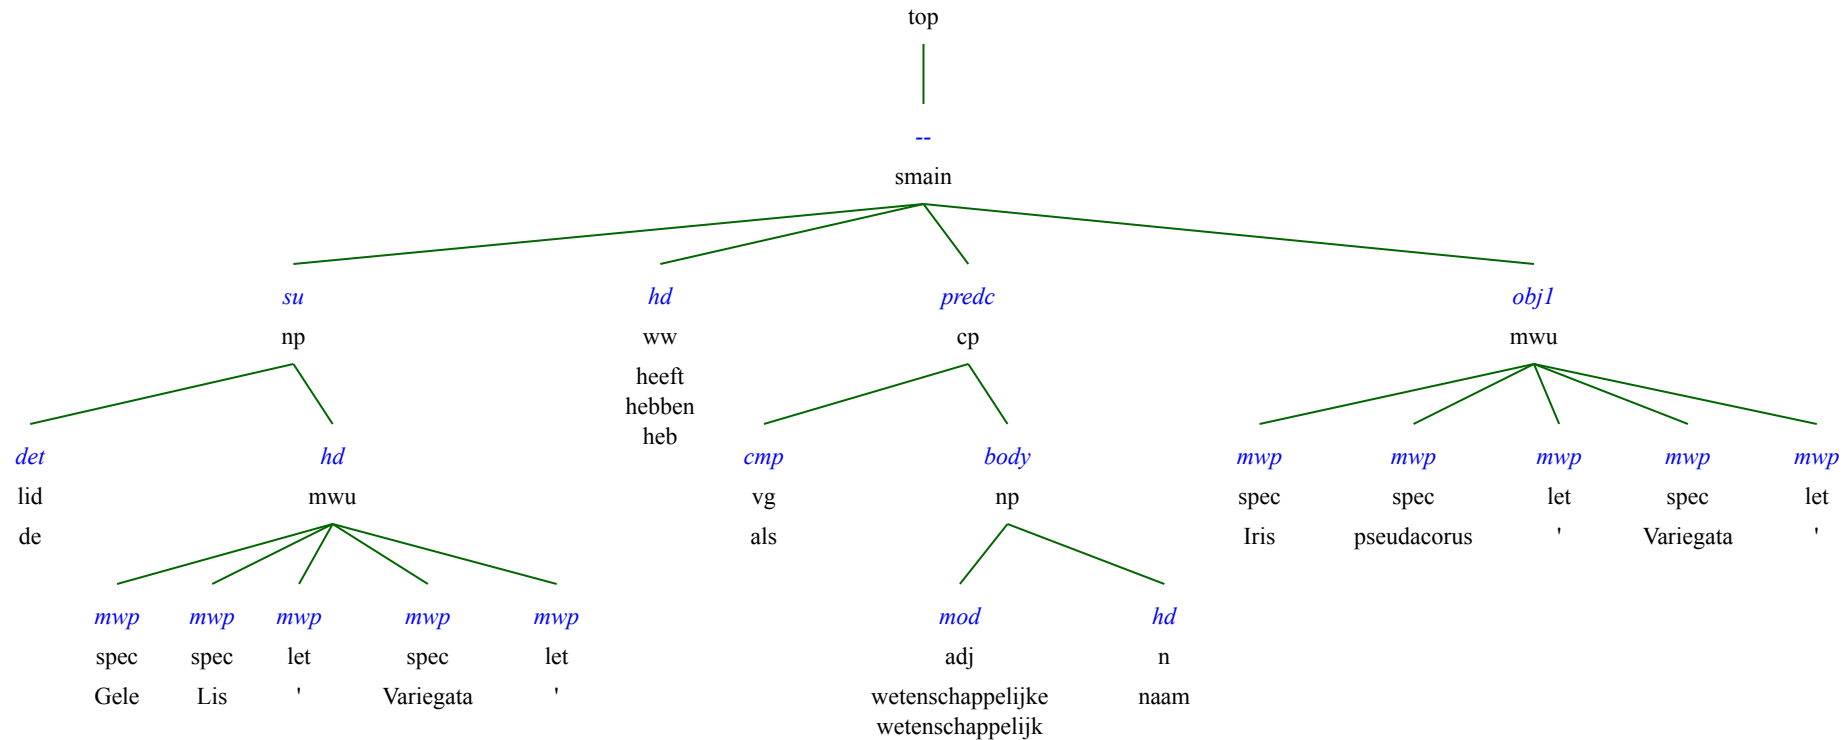 top
--
smain
su hd predc obj1
np ww cp mwu
heeft
hebben
heb
det hd cmp body mwp mwp mwp mwp mwp
lid mwu vg np spec spec let spec let
de als Iris pseudacorus ' Variegata '
mwp mwp mwp mwp mwp mod hd
spec spec let spec let adj n
Gele Lis ' Variegata ' wetenschappelijke naam
wetenschappelijk